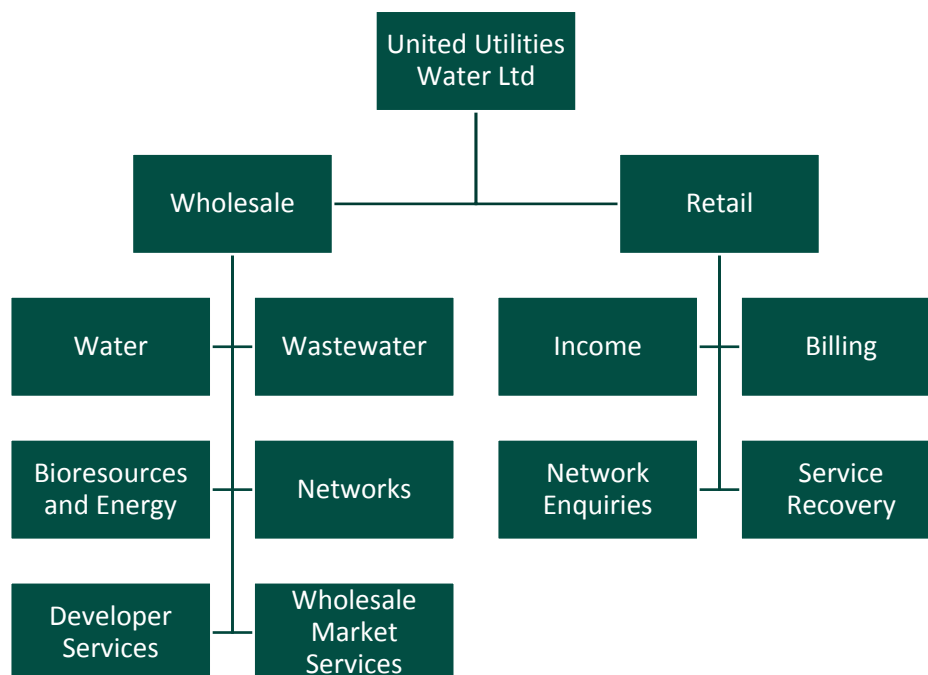 United Utilities
Water Ltd
Wholesale
Retail
Water
Wastewater
Income
Billing
Bioresources
and Energy
Networks
Network
Enquiries
Service
Recovery
Developer
Services
Wholesale
Market
Services